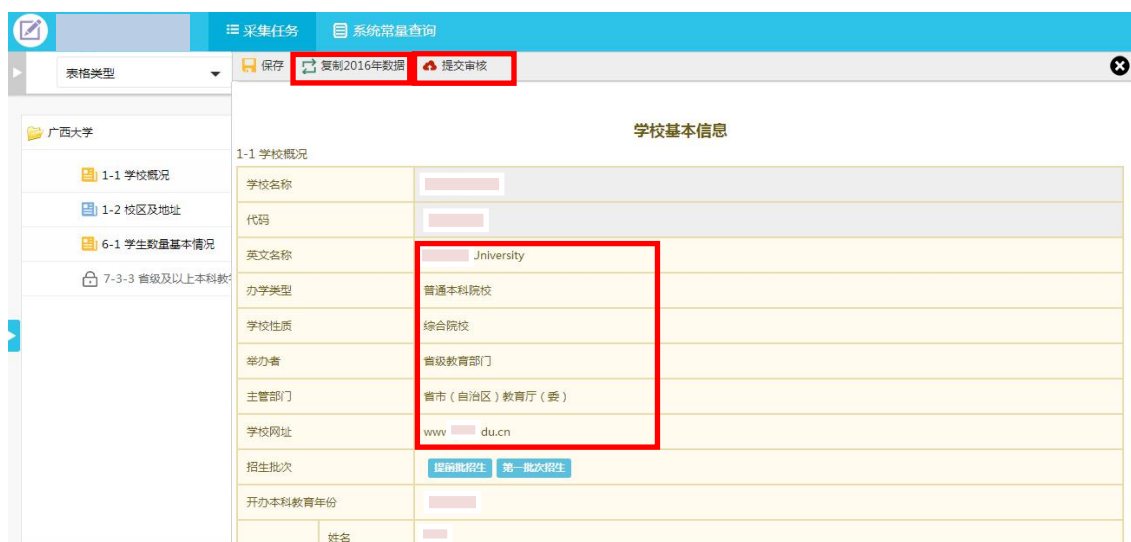 采集任务 系统常量查询
表格类型 保存 复制2016年数据 提交审核
学校基本信息
广西大学
1-1 学校概况
1-1 学校概况
1-2 校区及地址
6-1 学生数量基本情况
7-3-3 省级及以上本科教
学校名称
代码
英文名称 University
办学类型 普通本科院校
学校性质 综合院校
举办者 省级教育部门
主管部门 省市（自治区）教育厅（委）
学校网址 www du.cn
招生批次 提前批招生 第一批次招生
开办本科教育年份
姓名